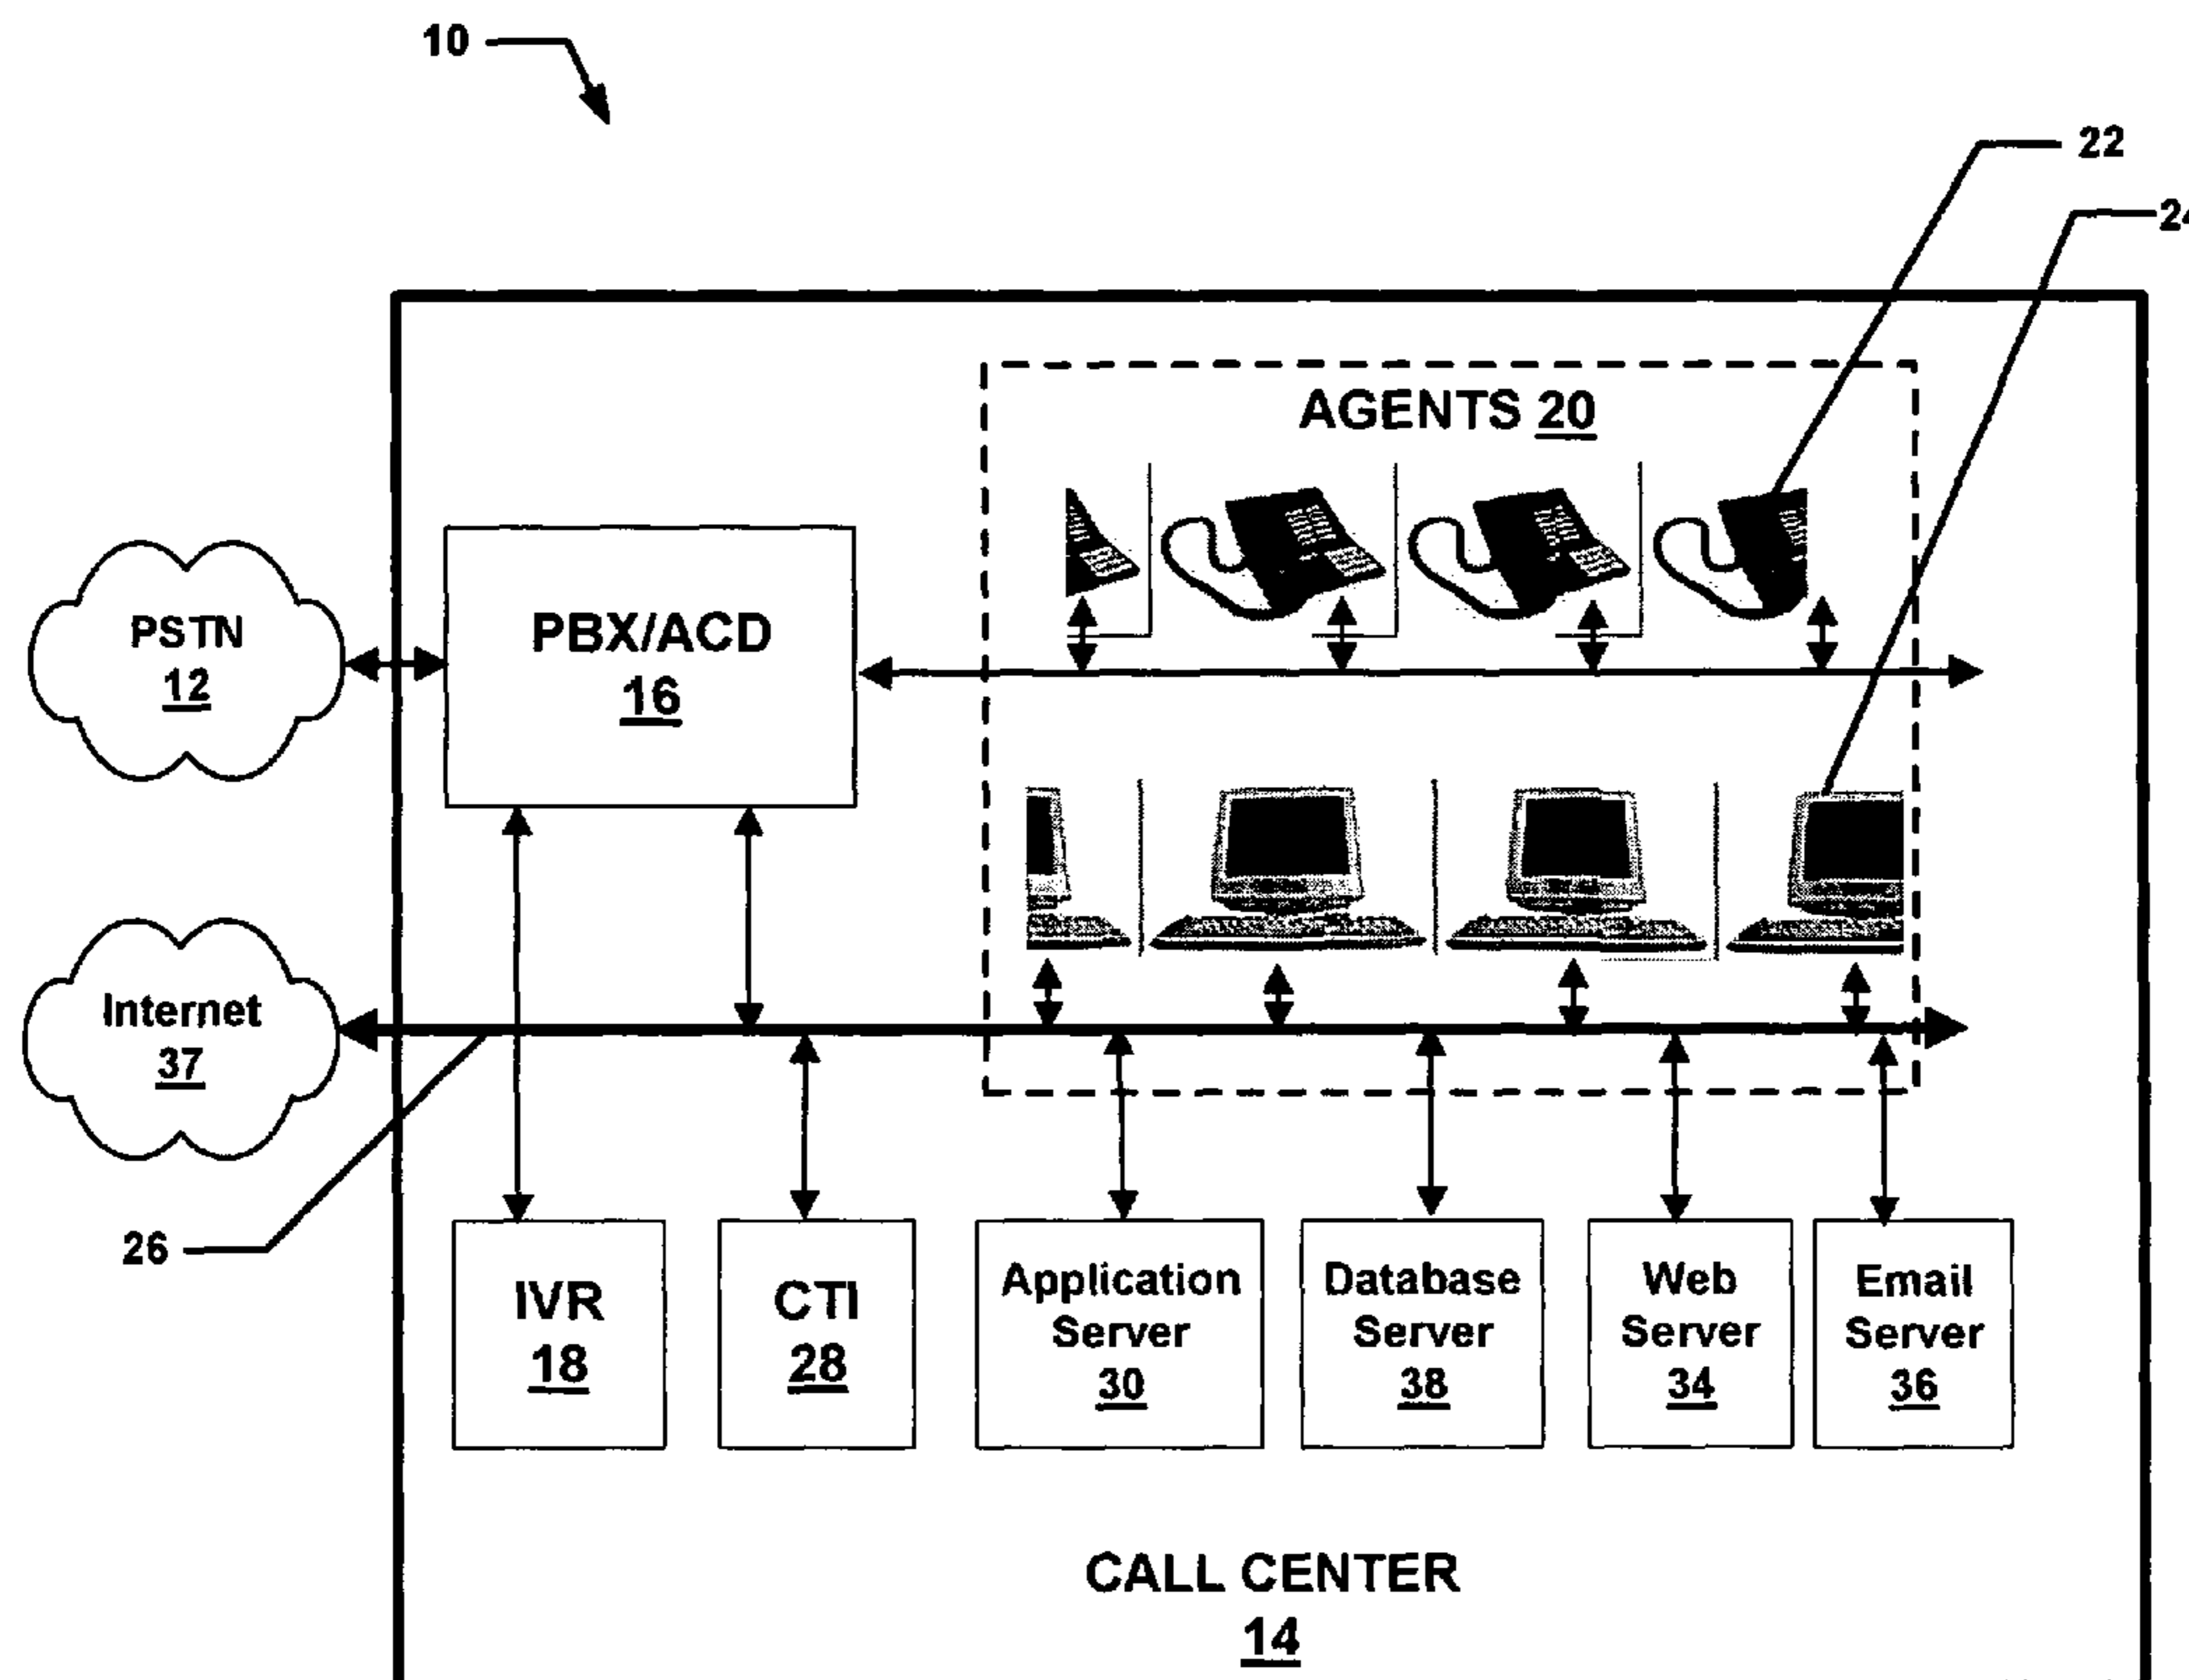 10
22
24
AGENTS 20
PSTN
12
PBX/ACD
16
Internet
37
26
IVR
18
CTI
28
Application
Server
30
Database
Server
38
Web
Server
34
Email
Server
36
CALL CENTER
14